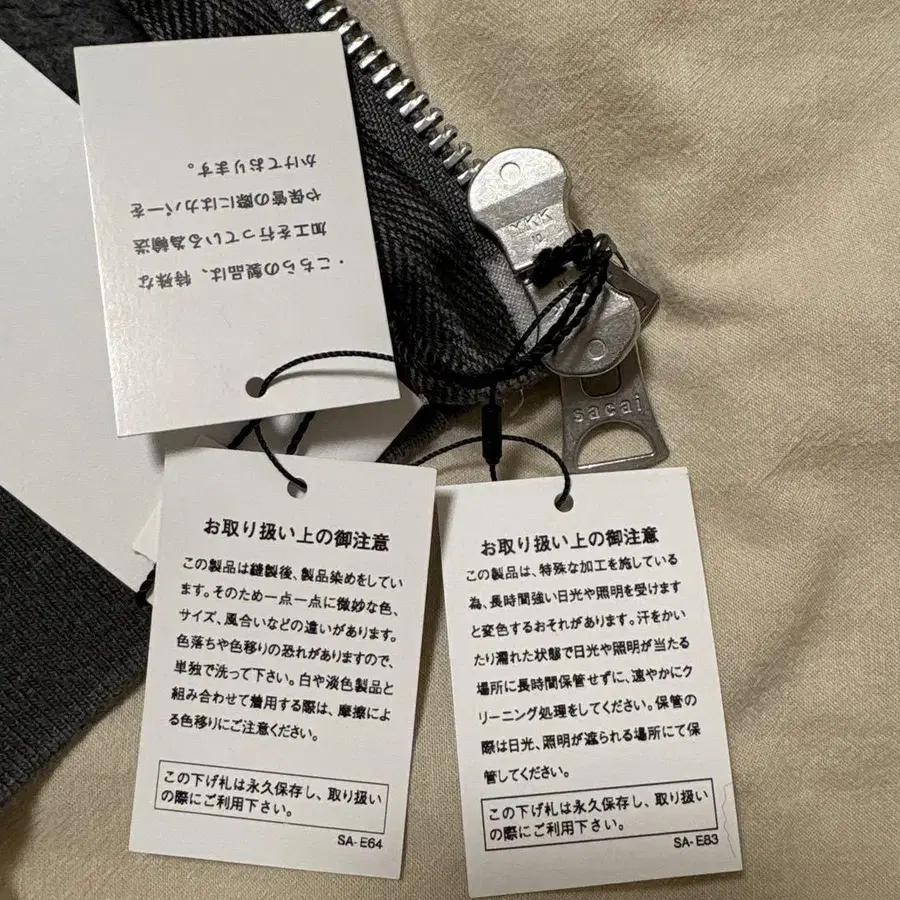 ・こちらの製品は、特殊な
加工を行っている為輸送
や保管の際にはカバーを
かけております。
YKK
10
sacai
お取り扱い上の御注意
この製品は縫製後、製品染めをしてい
ます。そのため一点一点に微妙な色、
サイズ、風合いなどの違いがあります。
色落ちや色移りの恐れがありますので、
単独で洗って下さい。白や淡色製品と
組み合わせて着用する際は、摩擦によ
る色移りにご注意ください。
この下げ札は永久保存し、取り扱い
の際にご利用下さい。
SA-E64
お取り扱い上の御注意
この製品は、特殊な加工を施している
為、長時間強い日光や照明を受けます
と変色するおそれがあります。汗をかい
たり濡れた状態で日光や照明が当たる
場所に長時間保管せずに、速やかにク
リーニング処理をしてください。保管の
際は日光、照明が遮られる場所にて保
管してください。
この下げ札は永久保存し、取り扱い
の際にご利用下さい。
SA-E83